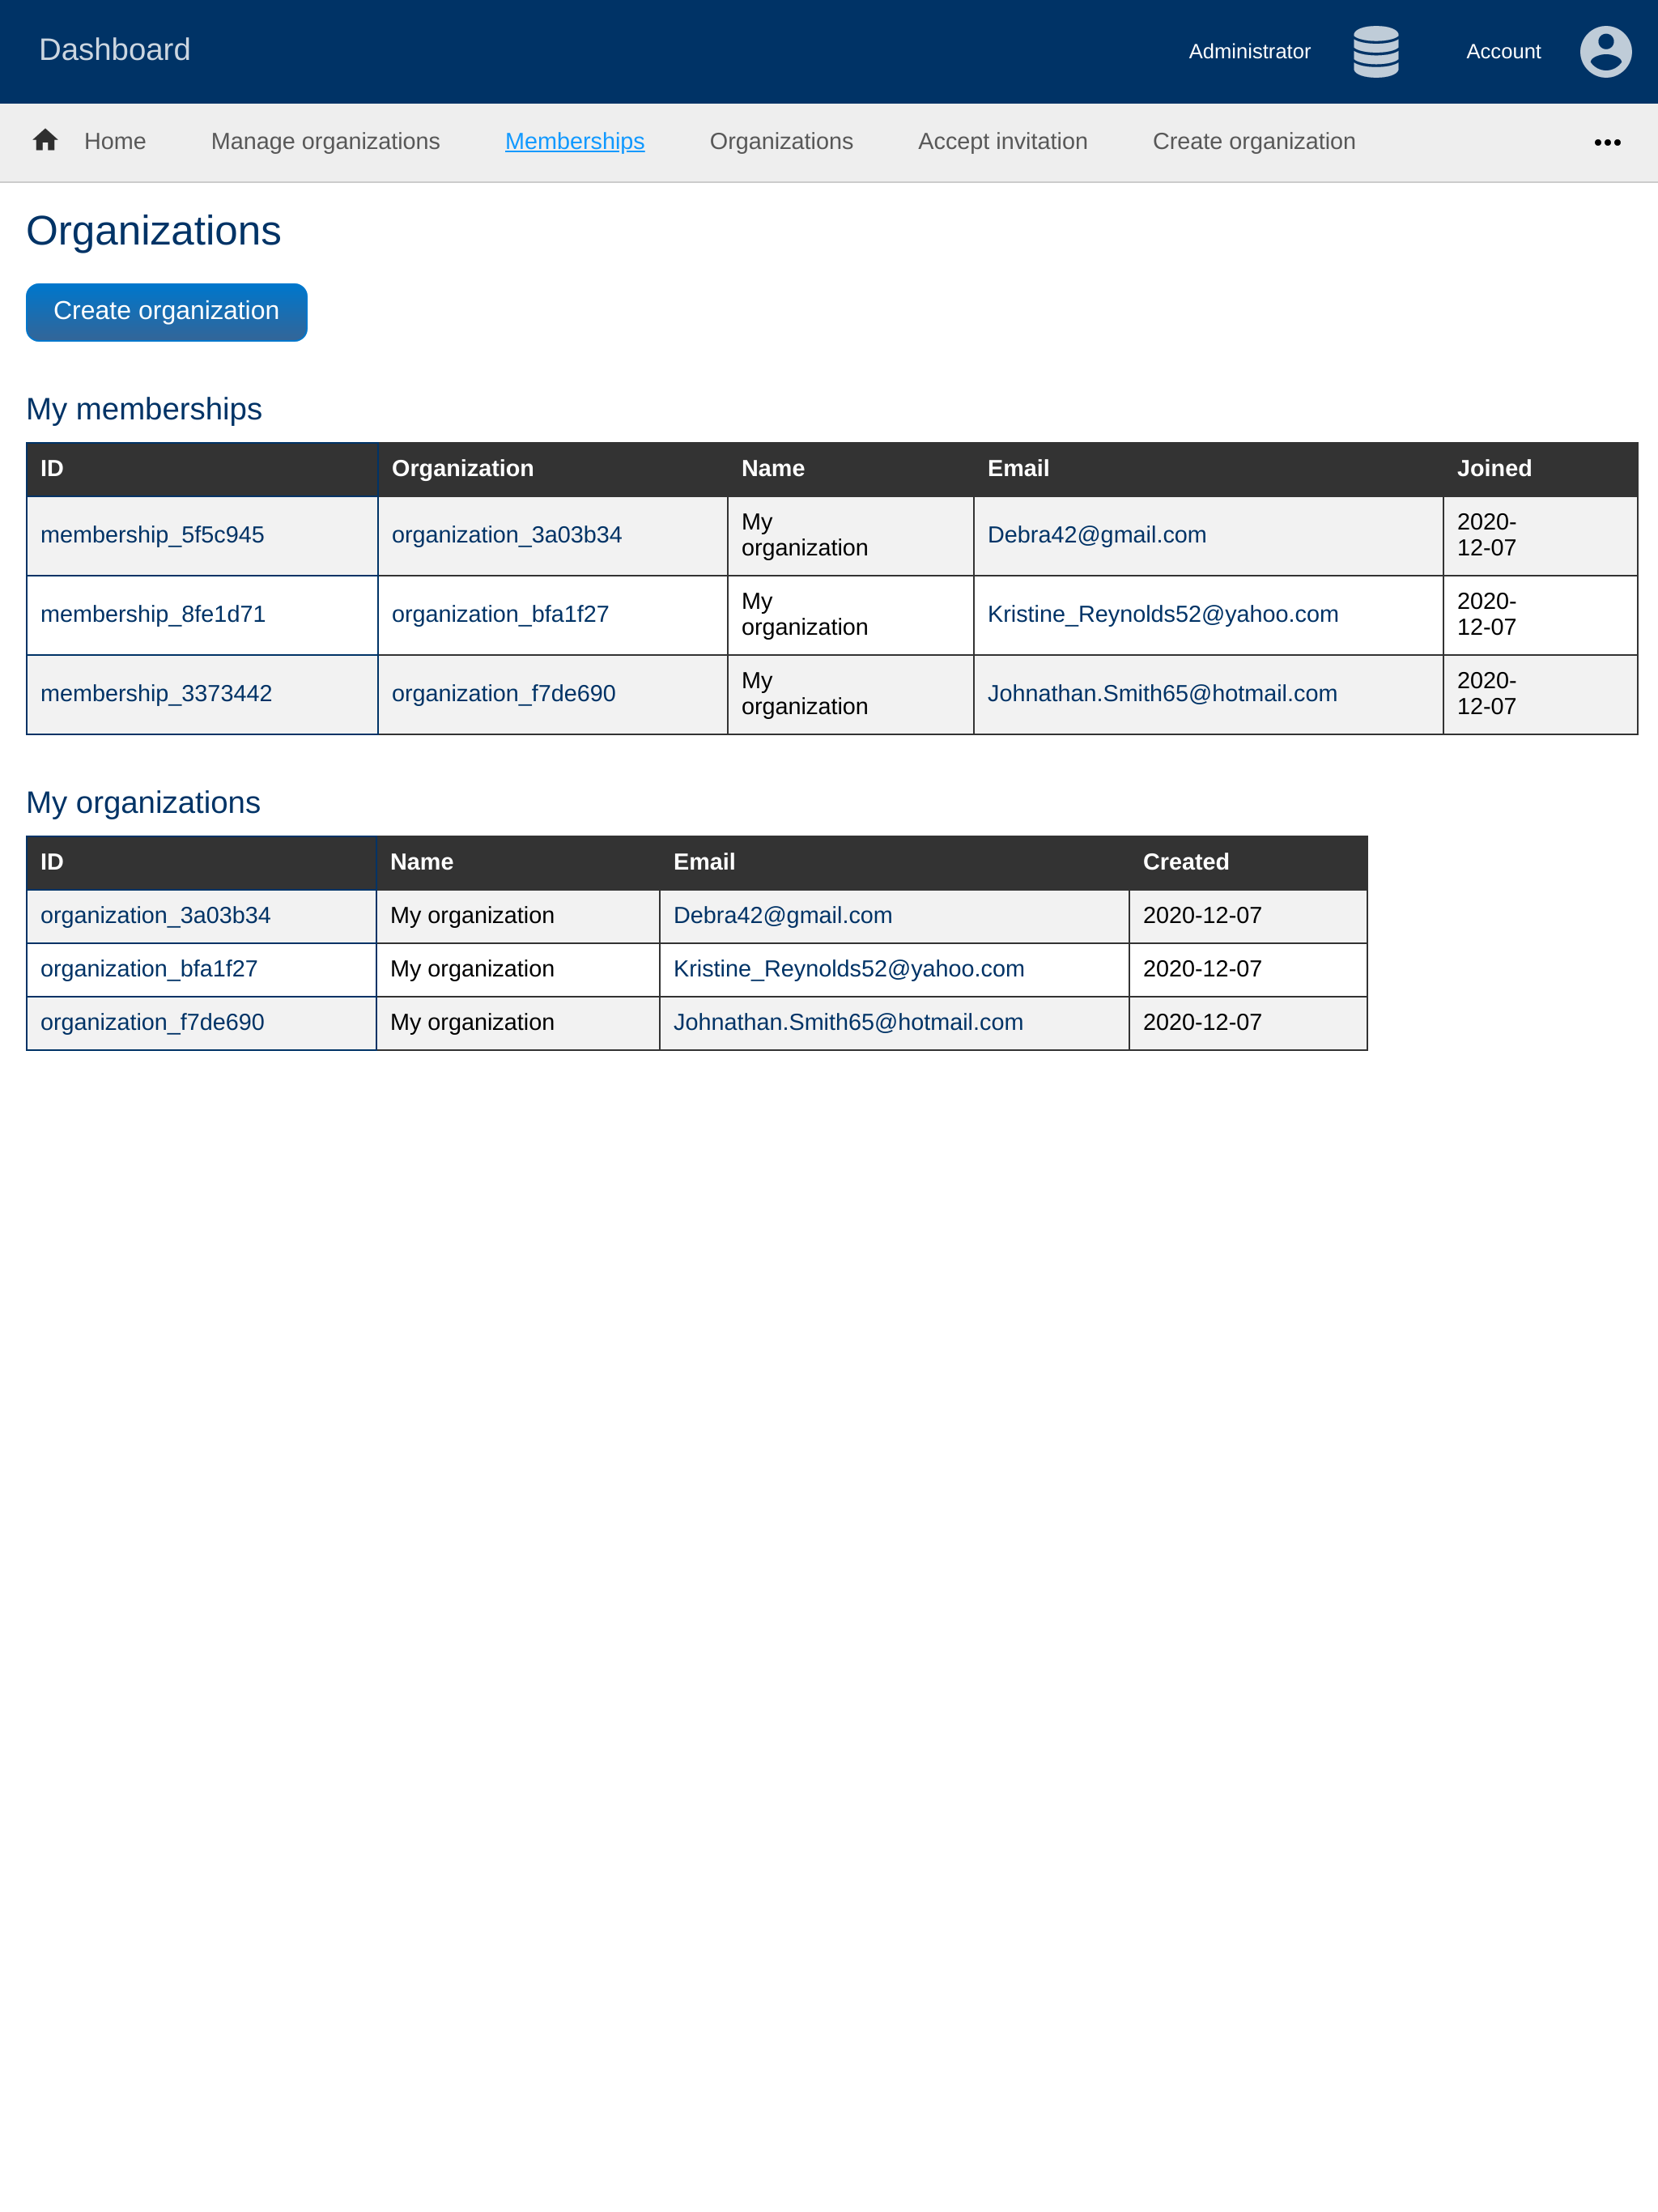 Dashboard
Administrator
Account
Home
Manage organizations
Memberships
Organizations
Accept invitation
Create organization
Organizations
Create organization
My memberships
ID Organization Name Email Joined
membership_5f5c945 organization_3a03b34 My organization Debra42@gmail.com 2020-12-07
membership_8fe1d71 organization_bfa1f27 My organization Kristine_Reynolds52@yahoo.com 2020-12-07
membership_3373442 organization_f7de690 My organization Johnathan.Smith65@hotmail.com 2020-12-07
My organizations
ID Name Email Created
organization_3a03b34 My organization Debra42@gmail.com 2020-12-07
organization_bfa1f27 My organization Kristine_Reynolds52@yahoo.com 2020-12-07
organization_f7de690 My organization Johnathan.Smith65@hotmail.com 2020-12-07